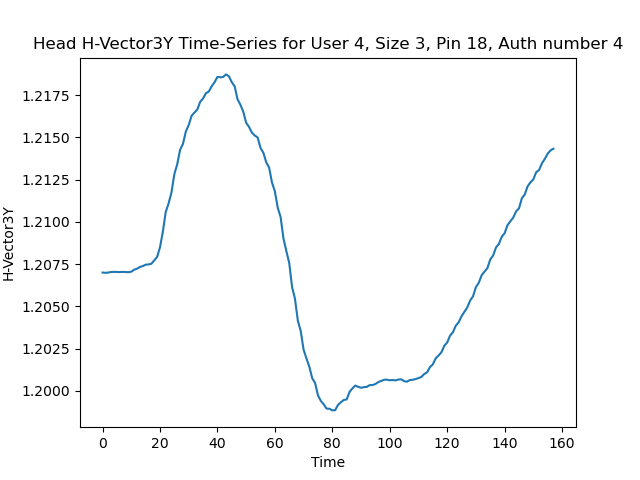 Head H-Vector3Y Time-Series for User 4, Size 3, Pin 18, Auth number 4
1.2175
1.2150
1.2125
1.2100
1.2075
1.2050
1.2025
1.2000
H-Vector3Y
0 20 40 60 80 100 120 140 160
Time